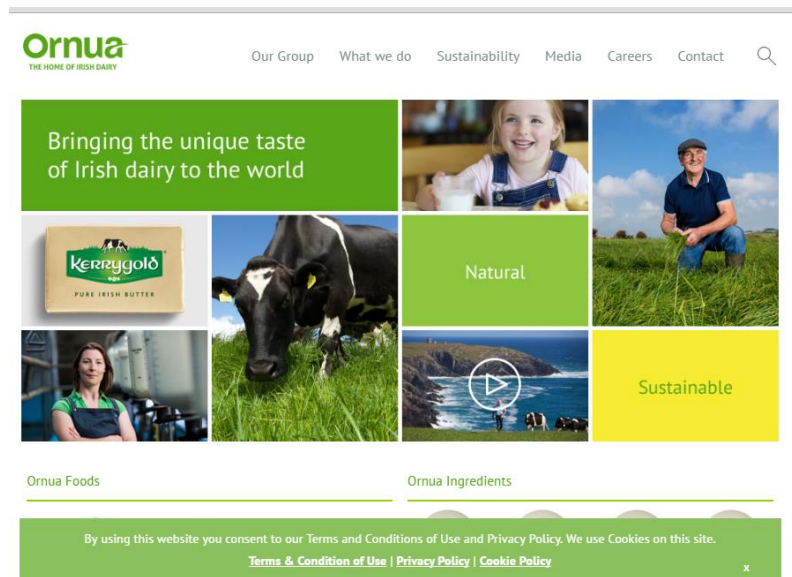 Ornua
THE HOME OF IRISH DAIRY
Our Group What we do Sustainability Media Careers Contact
Bringing the unique taste
of Irish dairy to the world
Kerrygold
PURE IRISH BUTTER
Natural
Sustainable
Ornua Foods
Ornua Ingredients
By using this website you consent to our Terms and Conditions of Use and Privacy Policy. We use Cookies on this site.
Terms & Condition of Use | Privacy Policy | Cookie Policy
x